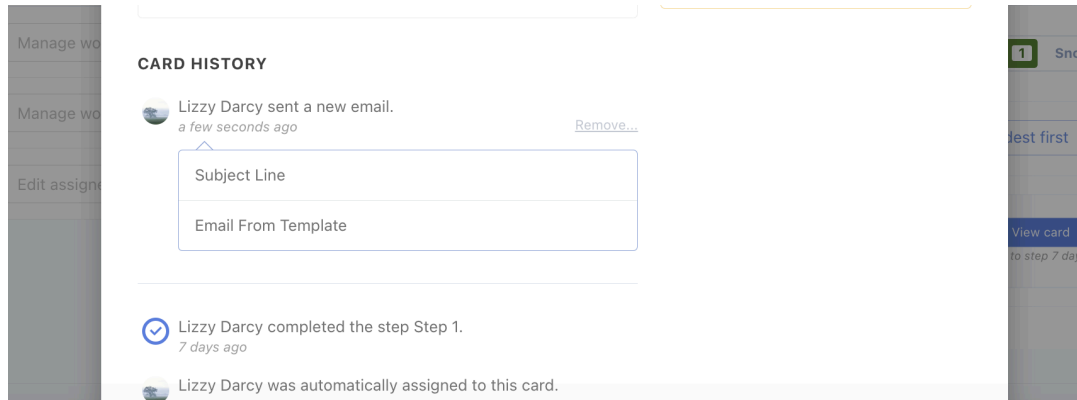 Manage wo
CARD HISTORY
1
Sno
Lizzy Darcy sent a new email.
a few seconds ago
Remove...
Manage wo
dest first
Subject Line
Edit assigne
Email From Template
View card
to step 7 day
Lizzy Darcy completed the step Step 1.
7 days ago
Lizzy Darcy was automatically assigned to this card.